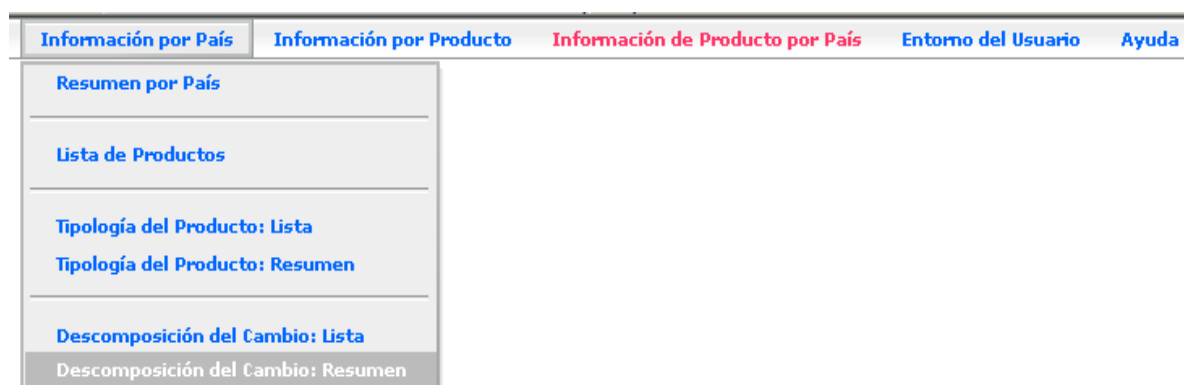 Información por País Información por Producto Información de Producto por País Entorno del Usuario Ayuda
Resumen por País
Lista de Productos
Tipología del Producto: Lista
Tipología del Producto: Resumen
Descomposición del Cambio: Lista
Descomposición del Cambio: Resumen